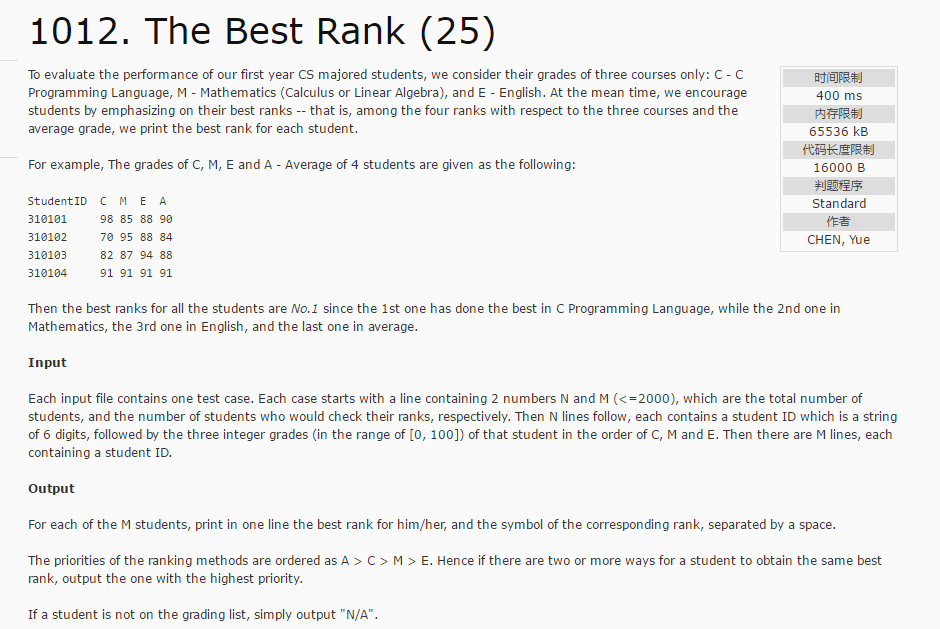 1012. The Best Rank (25)
To evaluate the performance of our first year CS majored students, we consider their grades of three courses only: C - C
Programming Language, M - Mathematics (Calculus or Linear Algebra), and E - English. At the mean time, we encourage
students by emphasizing on their best ranks -- that is, among the four ranks with respect to the three courses and the
average grade, we print the best rank for each student.
时间限制
400 ms
内存限制
65536 kB
代码长度限制
16000 B
判题程序
Standard
作者
CHEN, Yue
For example, The grades of C, M, E and A - Average of 4 students are given as the following:
StudentID C M E A
310101 98 85 88 90
310102 70 95 88 84
310103 82 87 94 88
310104 91 91 91 91
Then the best ranks for all the students are No.1 since the 1st one has done the best in C Programming Language, while the 2nd one in
Mathematics, the 3rd one in English, and the last one in average.
Input
Each input file contains one test case. Each case starts with a line containing 2 numbers N and M (<=2000), which are the total number of
students, and the number of students who would check their ranks, respectively. Then N lines follow, each contains a student ID which is a string
of 6 digits, followed by the three integer grades (in the range of [0, 100]) of that student in the order of C, M and E. Then there are M lines, each
containing a student ID.
Output
For each of the M students, print in one line the best rank for him/her, and the symbol of the corresponding rank, separated by a space.
The priorities of the ranking methods are ordered as A > C > M > E. Hence if there are two or more ways for a student to obtain the same best
rank, output the one with the highest priority.
If a student is not on the grading list, simply output "N/A".